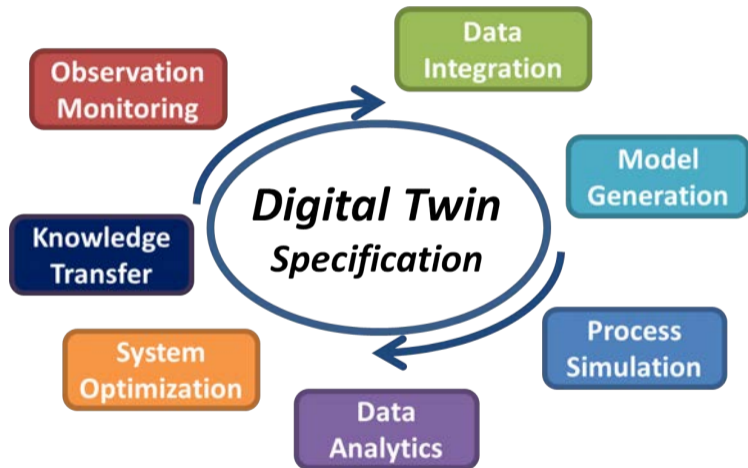 Data
Integration
Observation
Monitoring
Model
Generation
Digital Twin
Specification
Knowledge
Transfer
Process
Simulation
System
Optimization
Data
Analytics